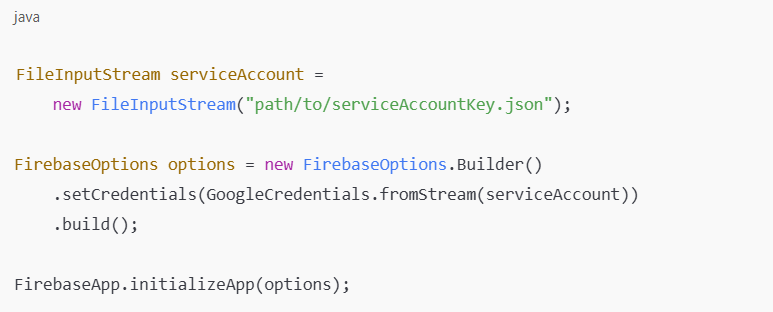 java
FileInputStream serviceAccount =
new FileInputStream("path/to/serviceAccountKey.json");
FirebaseOptions options = new FirebaseOptions.Builder()
.setCredentials(GoogleCredentials.fromStream(serviceAccount))
.build();
FirebaseApp.initializeApp(options);